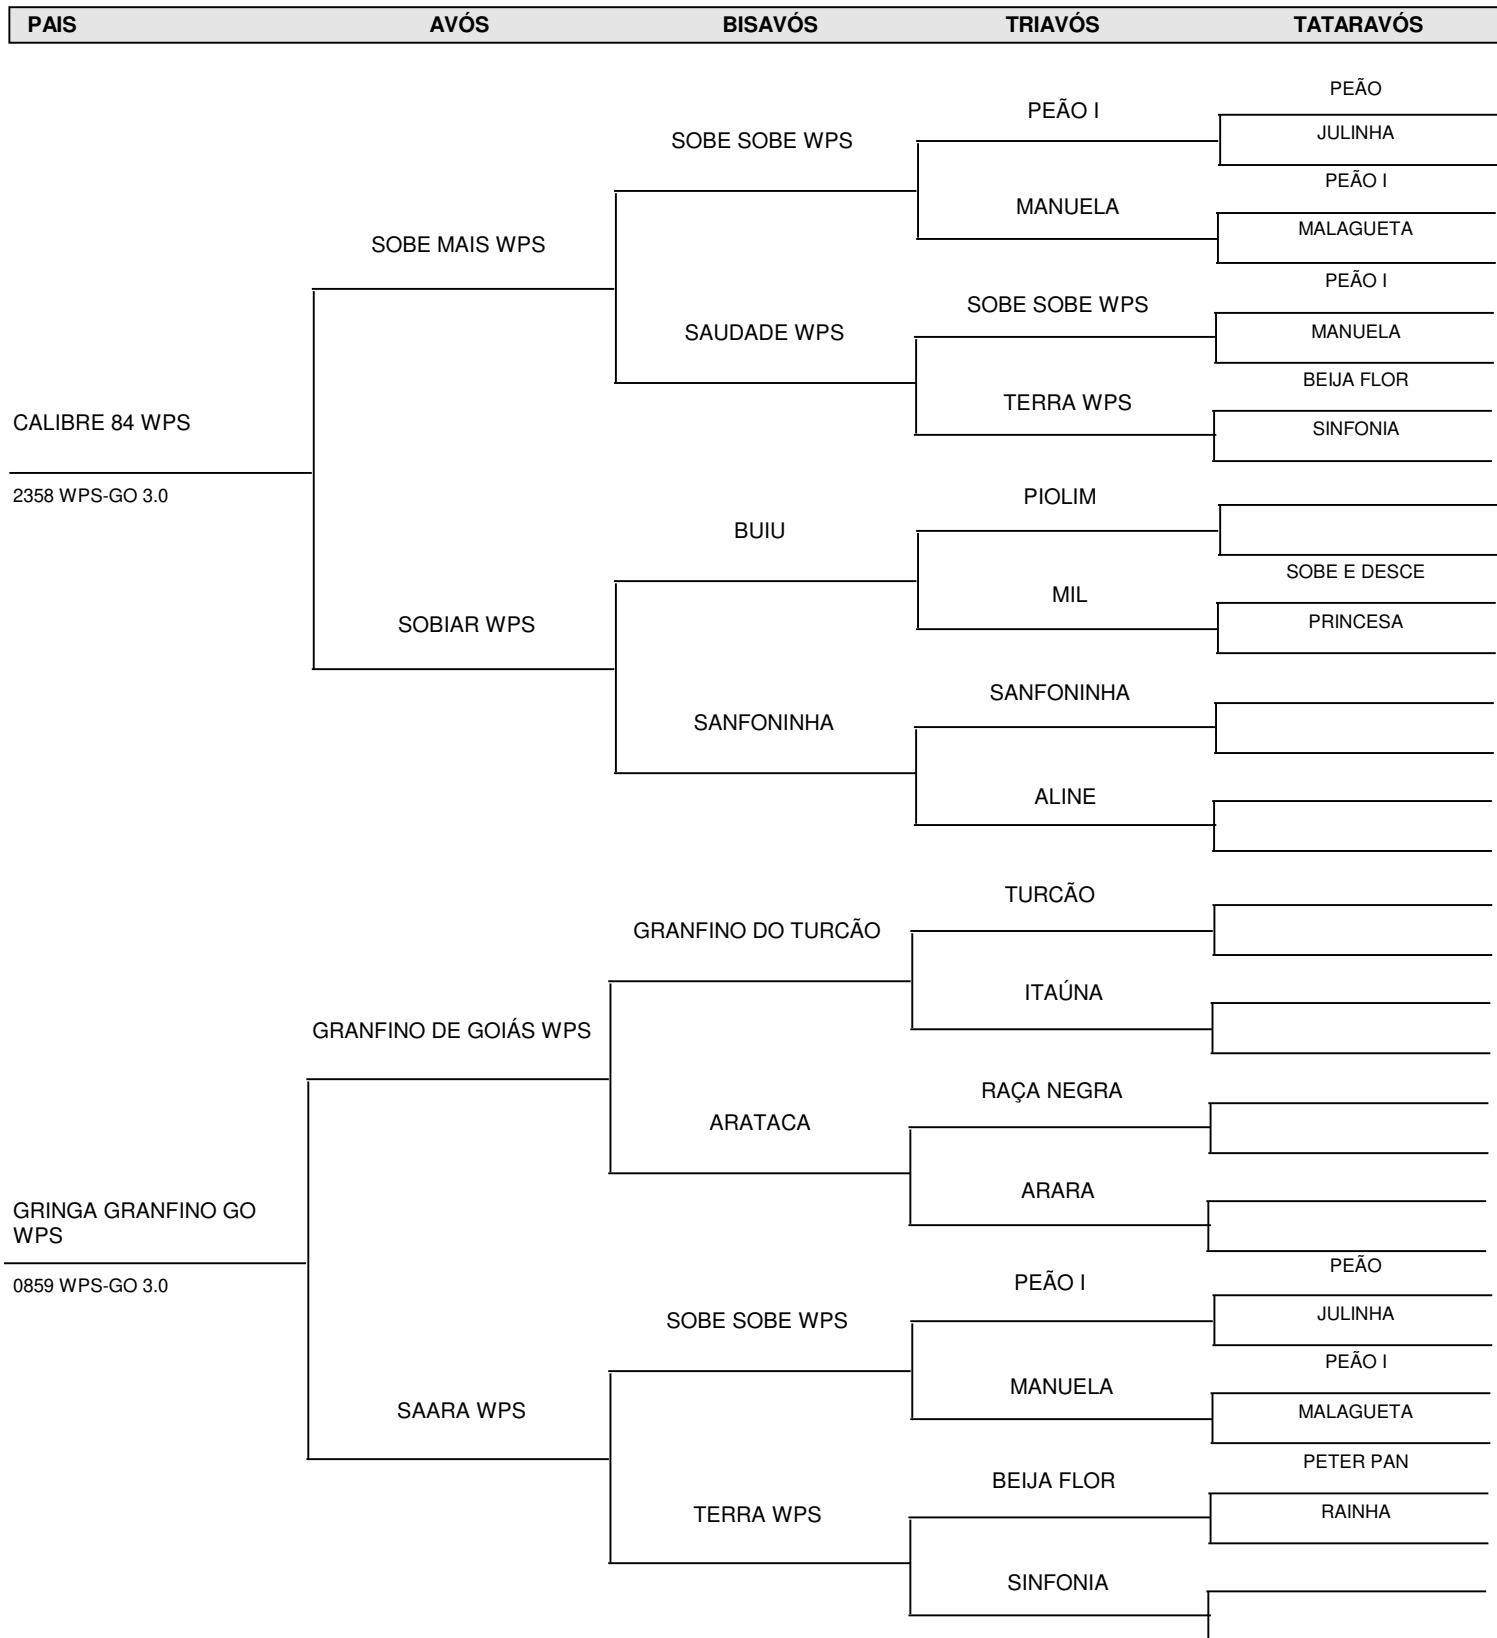 PAIS AVÓS BISAVÓS TRIAVÓS TATARAVÓS
PEÃO
PEÃO I
JULINHA
SOBE SOBE WPS
PEÃO I
MANUELA
MALAGUETA
SOBE MAIS WPS
PEÃO I
SOBE SOBE WPS
SAUDADE WPS
MANUELA
BEIJA FLOR
TERRA WPS
CALIBRE 84 WPS
SINFONIA
2358 WPS-GO 3.0
PIOLIM
BUIU
SOBE E DESCE
MIL
SOBIAR WPS
PRINCESA
SANFONINHA
SANFONINHA
ALINE
TURCÃO
GRANFINO DO TURCÃO
ITAÚNA
GRANFINO DE GOIÁS WPS
RAÇA NEGRA
ARATACA
ARARA
GRINGA GRANFINO GO
WPS
PEÃO
0859 WPS-GO 3.0
PEÃO I
JULINHA
SOBE SOBE WPS
PEÃO I
MANUELA
SAARA WPS
MALAGUETA
PETER PAN
BEIJA FLOR
TERRA WPS
RAINHA
SINFONIA